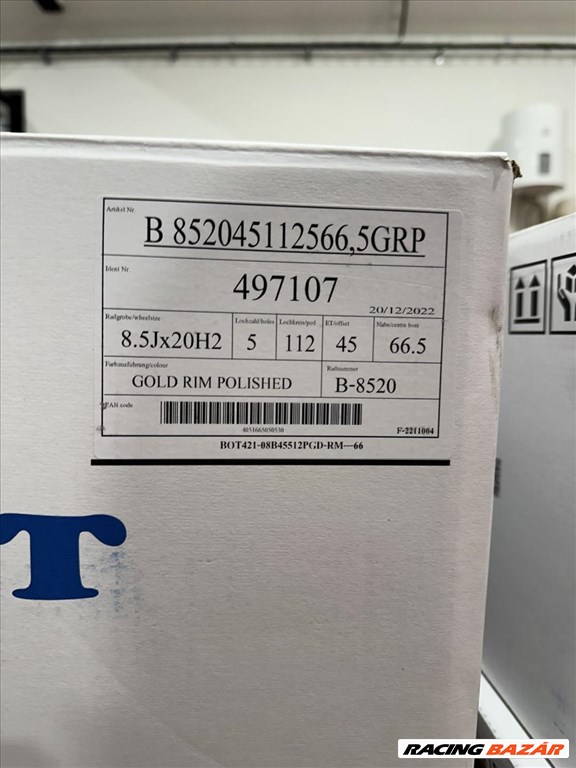 Artikel Nr
B 852045112566,5GRP
Ident Nr.
497107
20/12/2022
Radgrobe/wheelsize Lochzahl/holes Lochkreis/pcd ET/offset Nabe/centre bore
8.5Jx20H2 5 112 45 66.5
Farbausführung/colour Radnummer
GOLD RIM POLISHED B-8520
EAN code
4051665050530
F-2211004
BOT421-08B45512PGD-RM—66
T
RACING BAZÁR